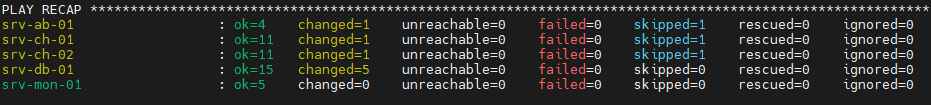 PLAY RECAP ************************************************************************************************************************
srv-ab-01 : ok=4 changed=1 unreachable=0 failed=0 skipped=1 rescued=0 ignored=0
srv-ch-01 : ok=11 changed=1 unreachable=0 failed=0 skipped=1 rescued=0 ignored=0
srv-ch-02 : ok=11 changed=1 unreachable=0 failed=0 skipped=1 rescued=0 ignored=0
srv-db-01 : ok=15 changed=5 unreachable=0 failed=0 skipped=0 rescued=0 ignored=0
srv-mon-01 : ok=5 changed=0 unreachable=0 failed=0 skipped=0 rescued=0 ignored=0